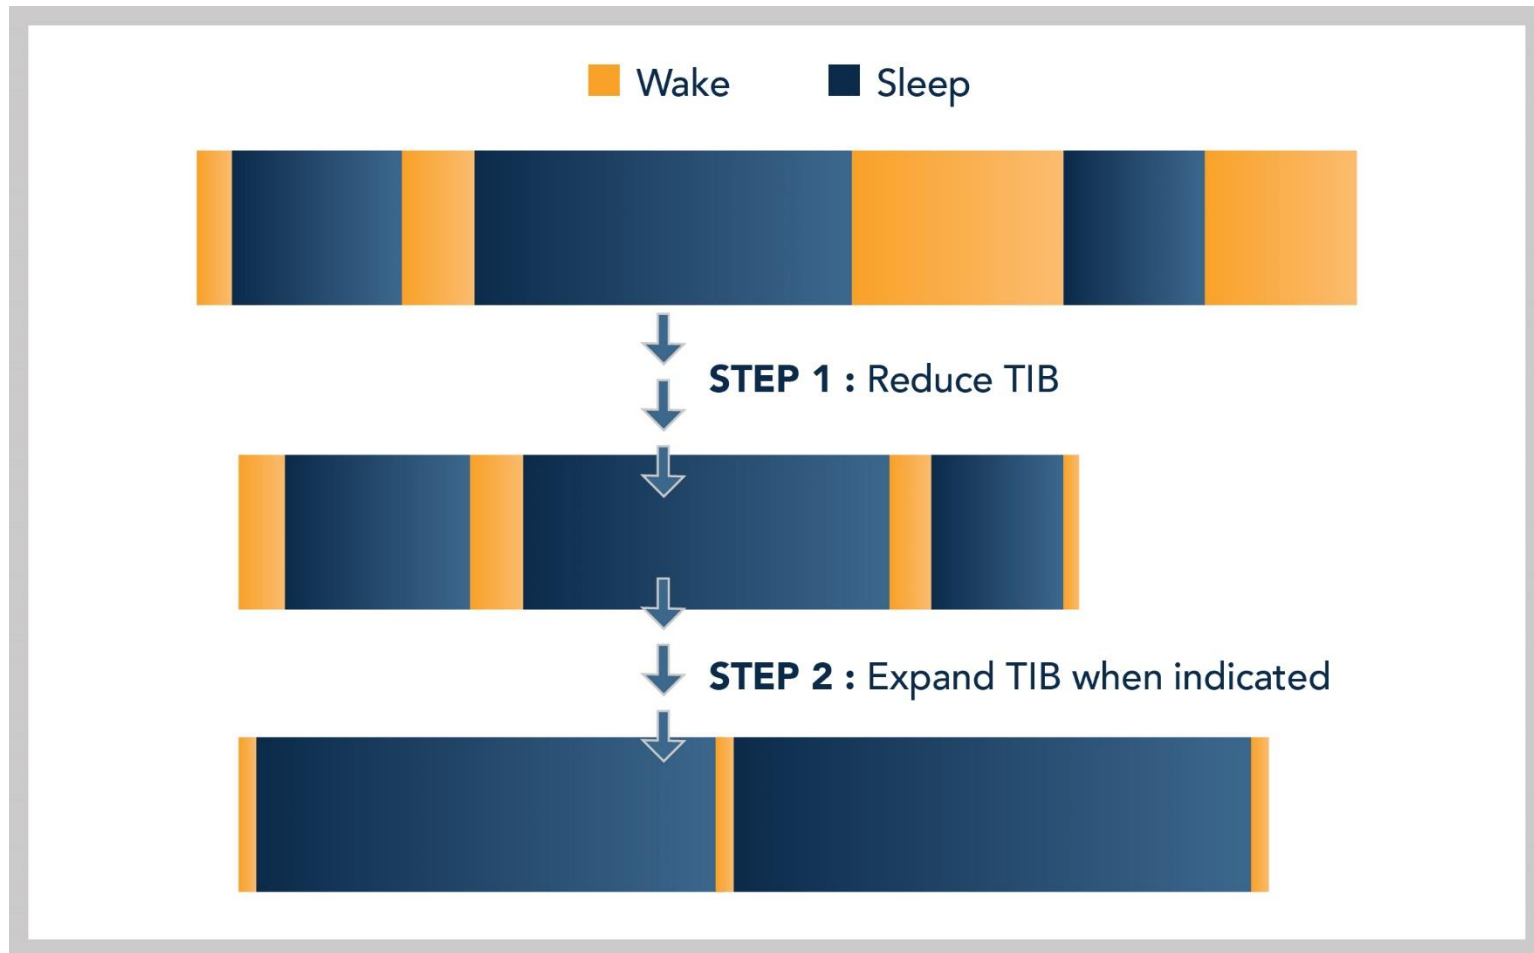 Wake Sleep
STEP 1 : Reduce TIB
STEP 2 : Expand TIB when indicated